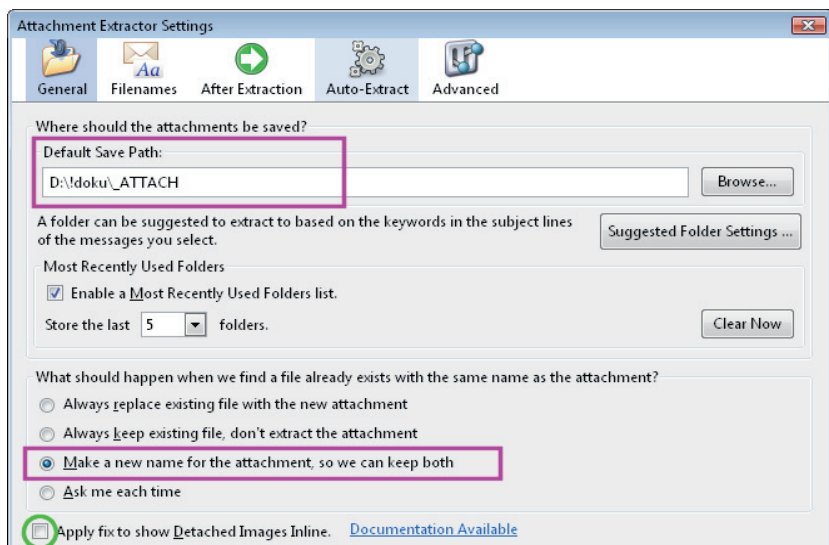 Attachment Extractor Settings
Aa
General Filenames After Extraction Auto-Extract Advanced
Where should the attachments be saved?
Default Save Path:
D:\!doku\_ATTACH
Browse...
A folder can be suggested to extract to based on the keywords in the subject lines
of the messages you select.
Suggested Folder Settings ...
Most Recently Used Folders
Enable a Most Recently Used Folders list.
Store the last 5 folders.
Clear Now
What should happen when we find a file already exists with the same name as the attachment?
Always replace existing file with the new attachment
Always keep existing file, don't extract the attachment
Make a new name for the attachment, so we can keep both
Ask me each time
Apply fix to show Detached Images Inline. Documentation Available